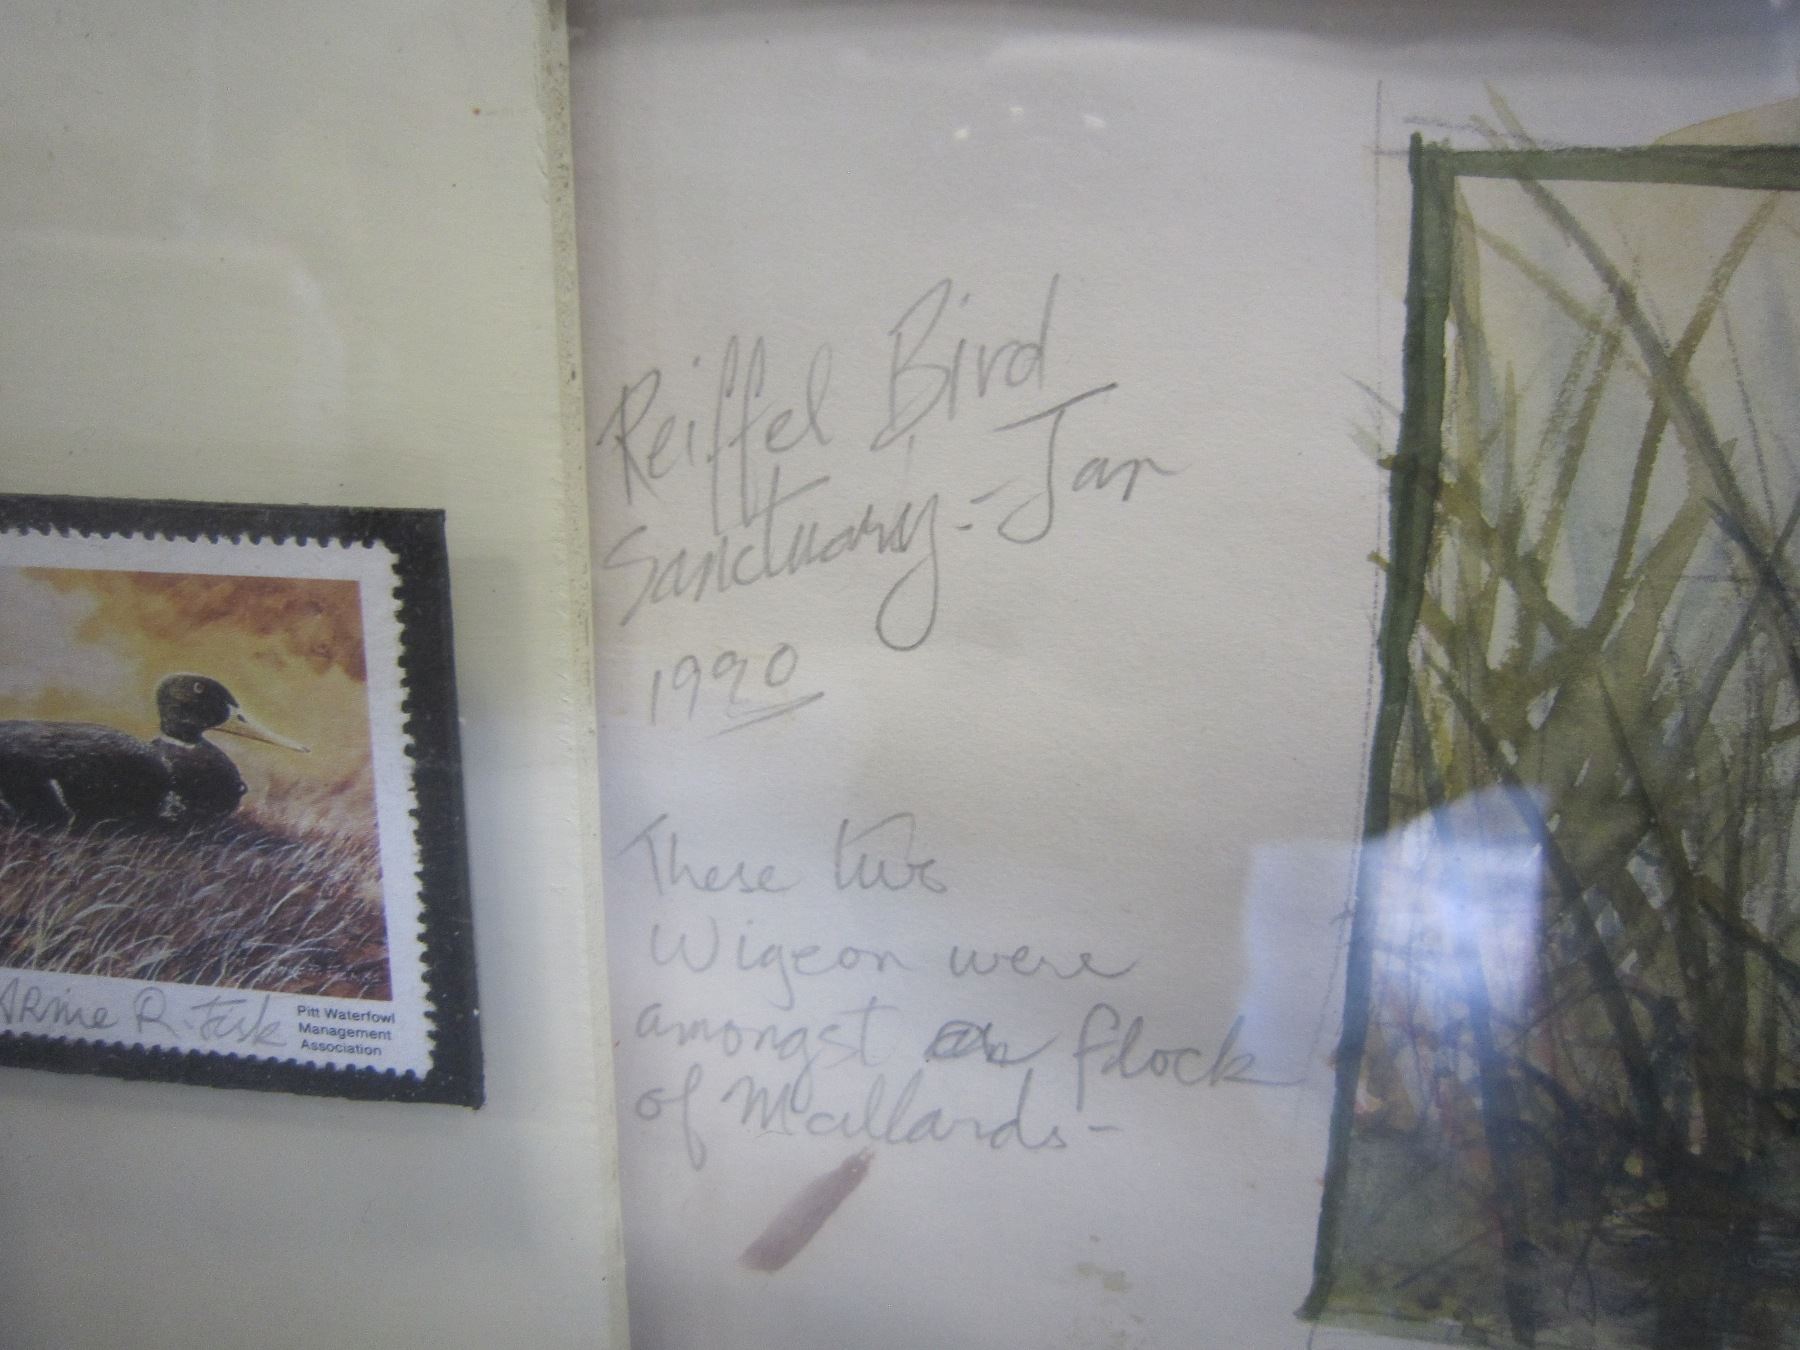 Reiffel Bird
Sanctuary - Jan
1990
These two
Wigeon were
amongst a flock
of Mallards -
Arnie R. Fisk
Pitt Waterfowl
Management
Association